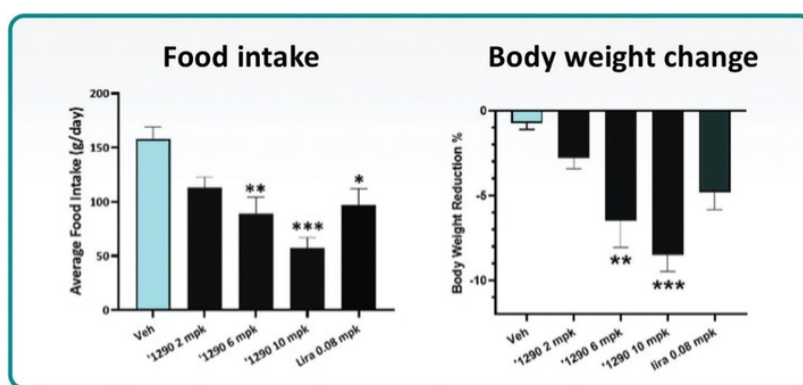 Food intake
Average Food Intake (g/day)
200
150
100
50
0
**
***
*
Veh
'1290 2 mpk
'1290 6 mpk
'1290 10 mpk
Lira 0.08 mpk
Body weight change
Body Weight Reduction %
0
-5
-10
**
***
Veh
'1290 2 mpk
'1290 6 mpk
'1290 10 mpk
lira 0.08 mpk